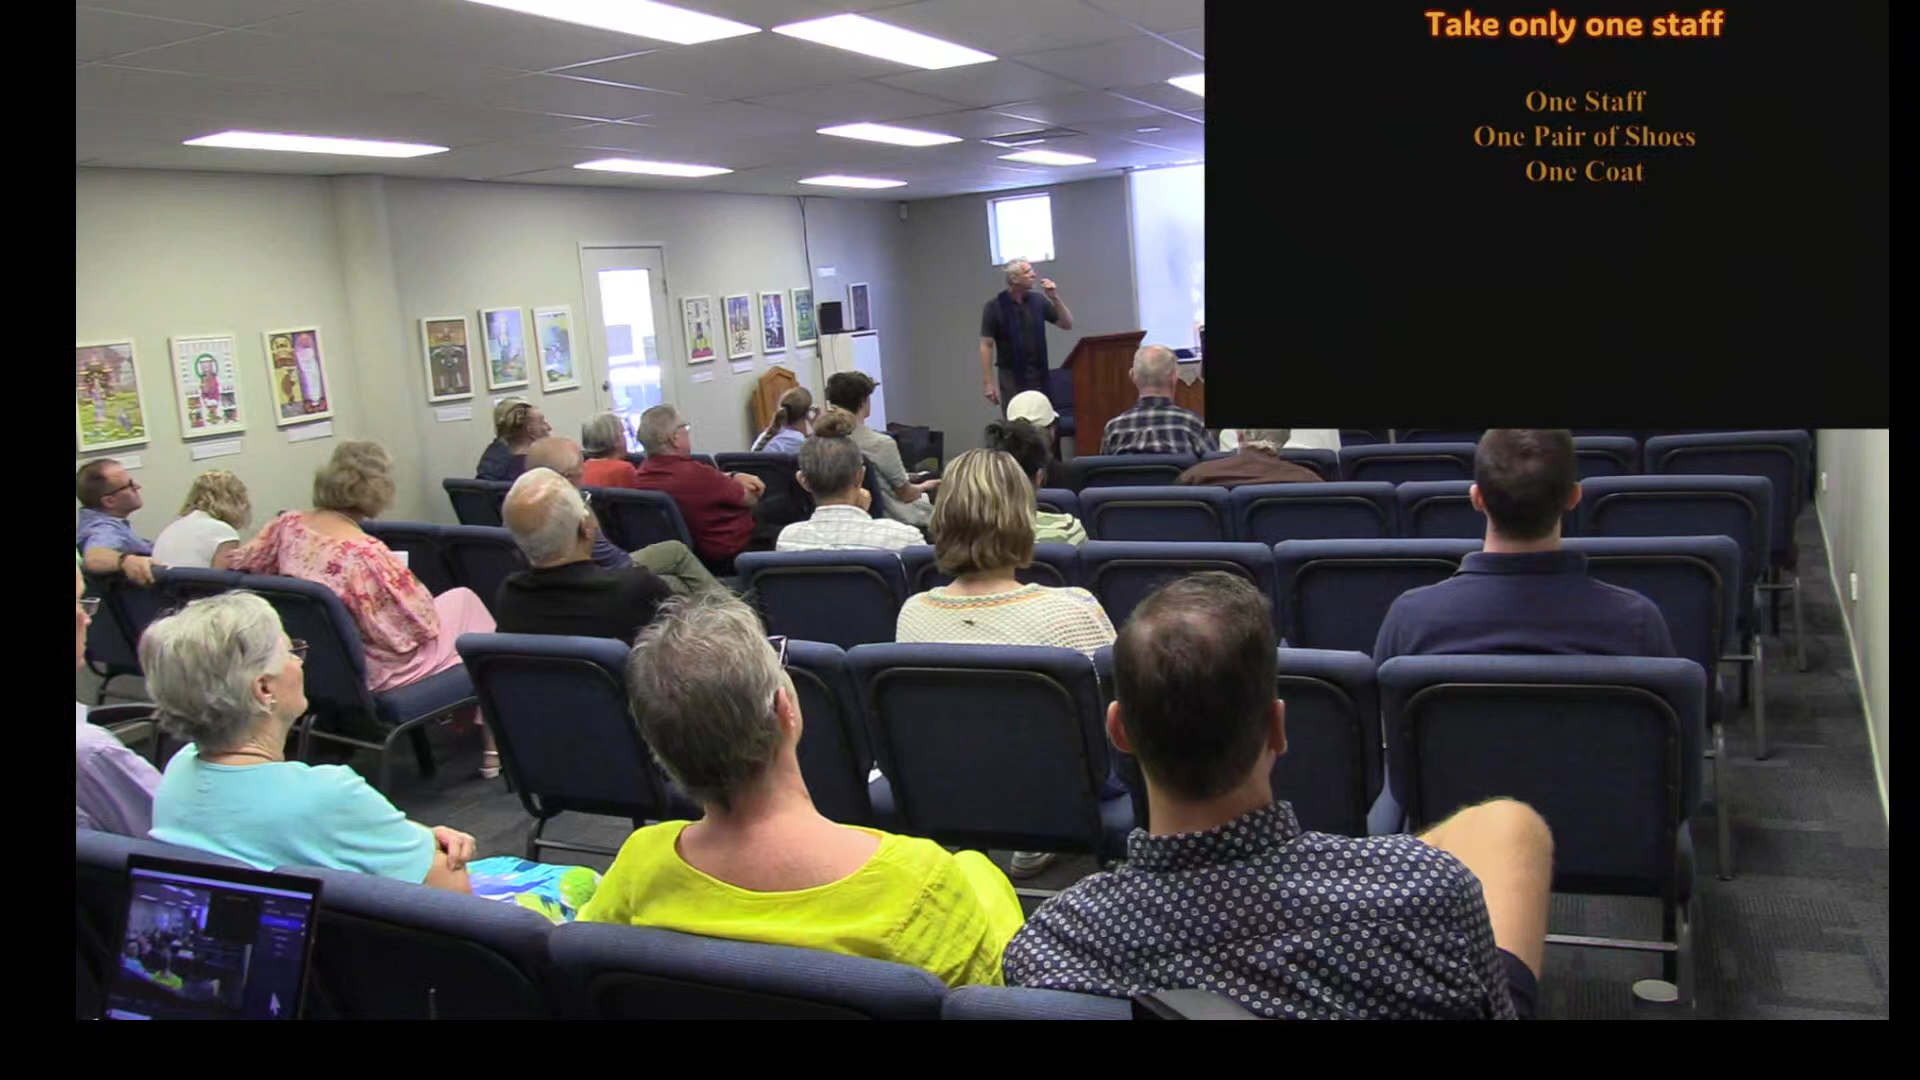 Take only one staff
One Staff
One Pair of Shoes
One Coat